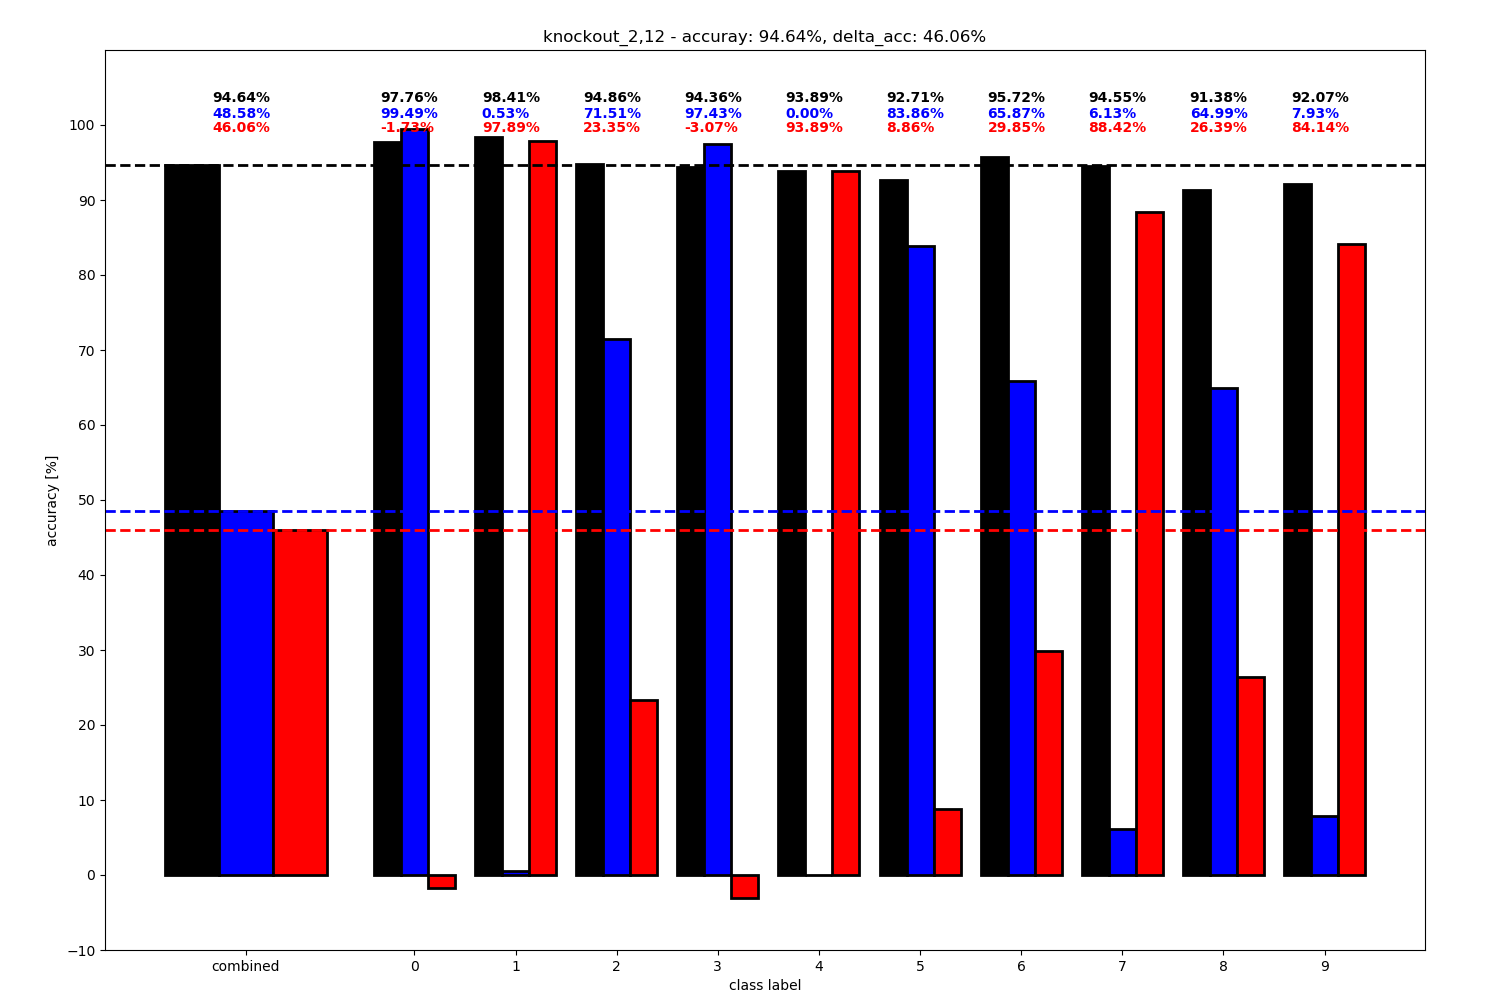 knockout_2,12 - accuray: 94.64%, delta_acc: 46.06%
94.64% 97.76% 98.41% 94.86% 94.36% 93.89% 92.71% 95.72% 94.55% 91.38% 92.07%
48.58% 99.49% 0.53% 71.51% 97.43% 0.00% 83.86% 65.87% 6.13% 64.99% 7.93%
46.06% -1.73% 97.89% 23.35% -3.07% 93.89% 8.86% 29.85% 88.42% 26.39% 84.14%
100
90
80
70
60
50
40
30
20
10
0
−10
accuracy [%]
combined 0 1 2 3 4 5 6 7 8 9
class label